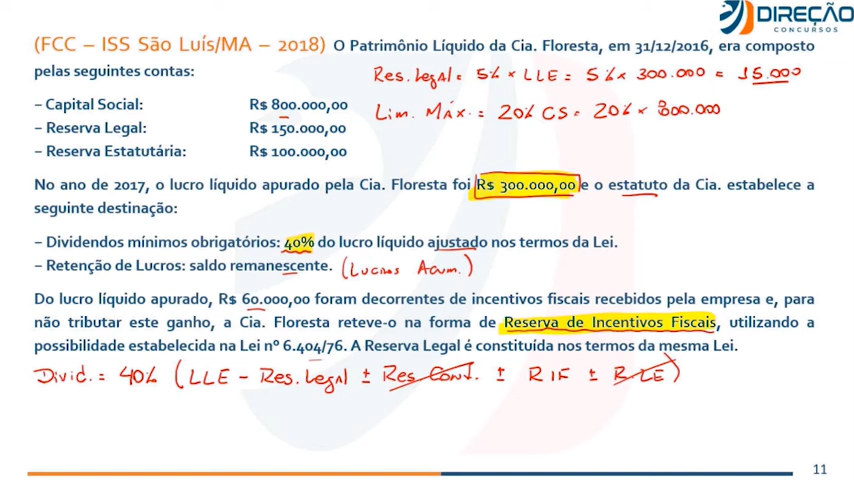 DIREÇÃO
CONCURSOS
(FCC – ISS São Luís/MA – 2018) O Patrimônio Líquido da Cia. Floresta, em 31/12/2016, era composto
pelas seguintes contas:
Res. Legal = 5% x LLE = 5% x 300.000 = 15.000
– Capital Social: R$ 800.000,00
Lim. MÁX. = 20% CS = 20% x 800.000
– Reserva Legal: R$ 150.000,00
– Reserva Estatutária: R$ 100.000,00
No ano de 2017, o lucro líquido apurado pela Cia. Floresta foi R$ 300.000,00 e o estatuto da Cia. estabelece a
seguinte destinação:
– Dividendos mínimos obrigatórios: 40% do lucro líquido ajustado nos termos da Lei.
– Retenção de Lucros: saldo remanescente. (Lucros Acum.)
Do lucro líquido apurado, R$ 60.000,00 foram decorrentes de incentivos fiscais recebidos pela empresa e, para
não tributar este ganho, a Cia. Floresta reteve-o na forma de Reserva de Incentivos Fiscais, utilizando a
possibilidade estabelecida na Lei nº 6.404/76. A Reserva Legal é constituída nos termos da mesma Lei.
Divid. = 40% (LLE - Res. Legal ± Res Cont. ± RIF ± RLE)
11